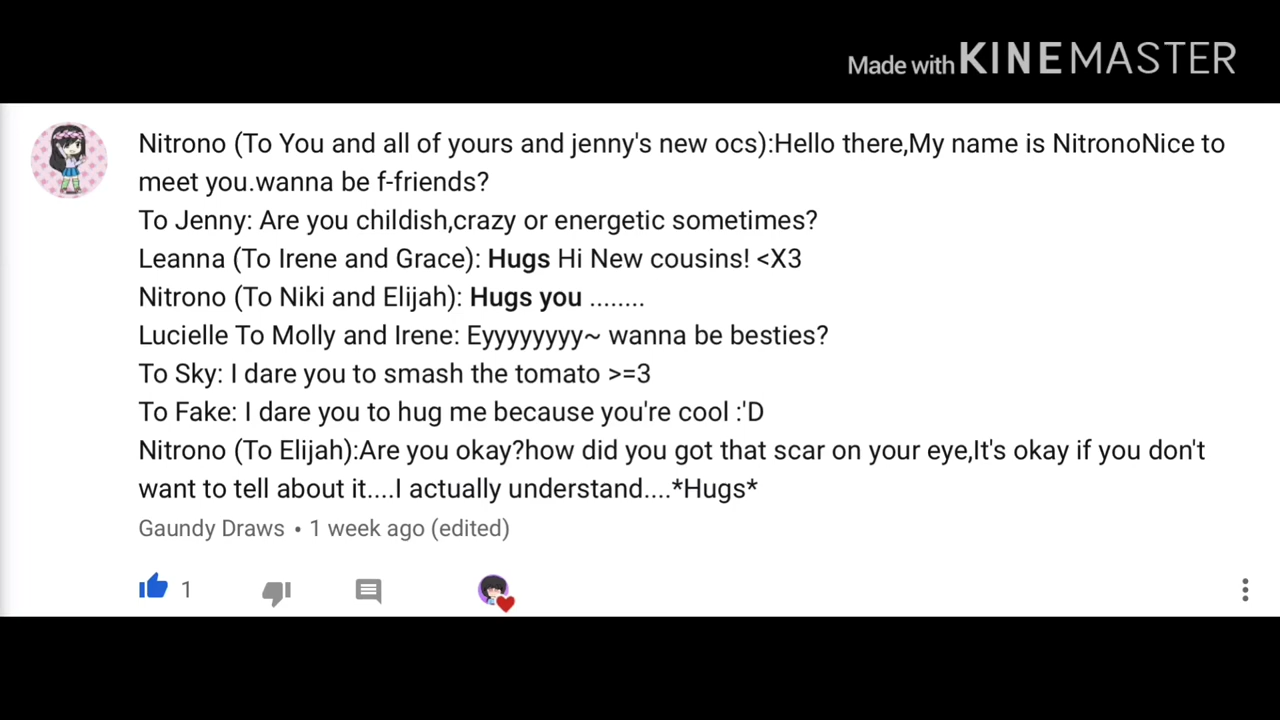 Made with KINEMASTER
Nitrono (To You and all of yours and jenny's new ocs):Hello there,My name is NitronoNice to
meet you.wanna be f-friends?
To Jenny: Are you childish,crazy or energetic sometimes?
Leanna (To Irene and Grace): Hugs Hi New cousins! <X3
Nitrono (To Niki and Elijah): Hugs you ........
Lucielle To Molly and Irene: Eyyyyyyyy~ wanna be besties?
To Sky: I dare you to smash the tomato >=3
To Fake: I dare you to hug me because you're cool :'D
Nitrono (To Elijah):Are you okay?how did you got that scar on your eye,It's okay if you don't
want to tell about it....I actually understand....*Hugs*
Gaundy Draws • 1 week ago (edited)
1